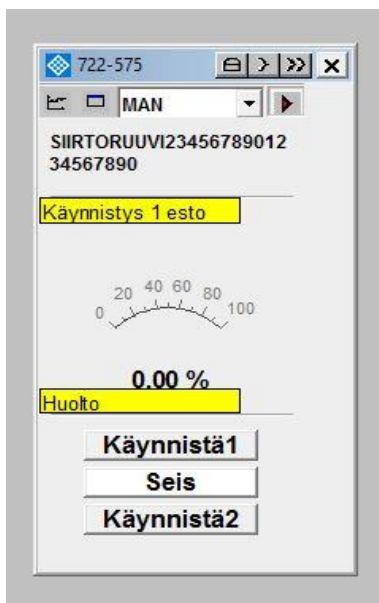 722-575
MAN
SIIRTORUUVI23456789012
34567890
Käynnistys 1 esto
0 20 40 60 80 100
0.00 %
Huolto
Käynnistä1
Seis
Käynnistä2